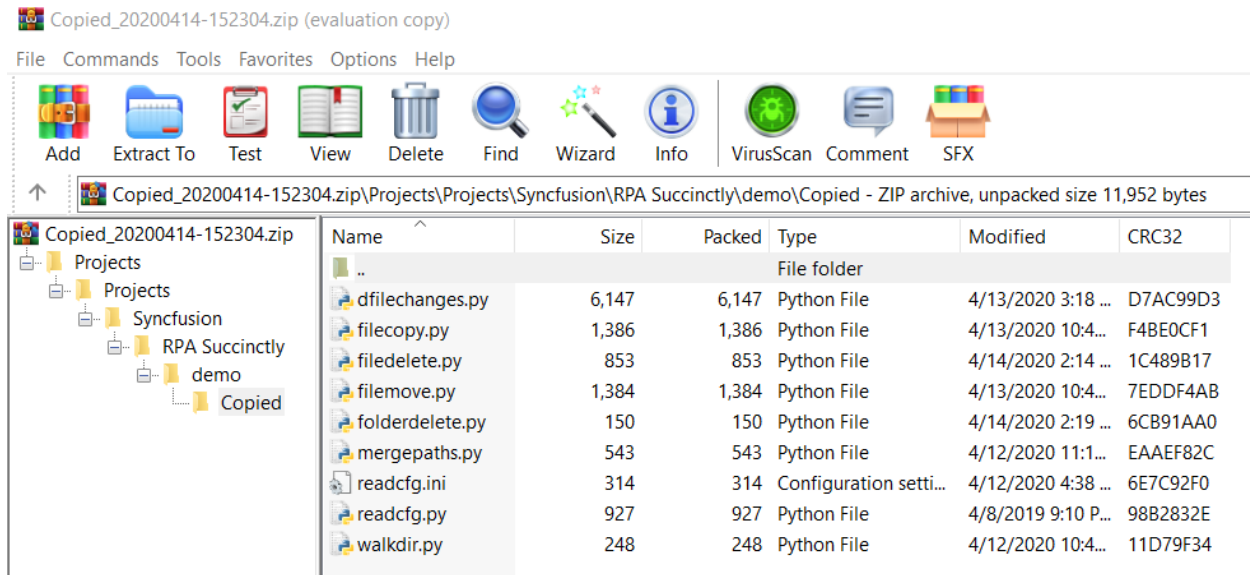 Copied_20200414-152304.zip (evaluation copy)
File Commands Tools Favorites Options Help
Add Extract To Test View Delete Find Wizard Info VirusScan Comment SFX
Copied_20200414-152304.zip\Projects\Projects\Syncfusion\RPA Succinctly\demo\Copied - ZIP archive, unpacked size 11,952 bytes
Copied_20200414-152304.zip
Projects
Projects
Syncfusion
RPA Succinctly
demo
Copied
Name Size Packed Type Modified CRC32
.. File folder
dfilechanges.py 6,147 6,147 Python File 4/13/2020 3:18 ... D7AC99D3
filecopy.py 1,386 1,386 Python File 4/13/2020 10:4... F4BE0CF1
filedelete.py 853 853 Python File 4/14/2020 2:14 ... 1C489B17
filemove.py 1,384 1,384 Python File 4/13/2020 10:4... 7EDDF4AB
folderdelete.py 150 150 Python File 4/14/2020 2:19 ... 6CB91AA0
mergepaths.py 543 543 Python File 4/12/2020 11:1... EAAEF82C
readcfg.ini 314 314 Configuration setti... 4/12/2020 4:38 ... 6E7C92F0
readcfg.py 927 927 Python File 4/8/2019 9:10 P... 98B2832E
walkdir.py 248 248 Python File 4/12/2020 10:4... 11D79F34